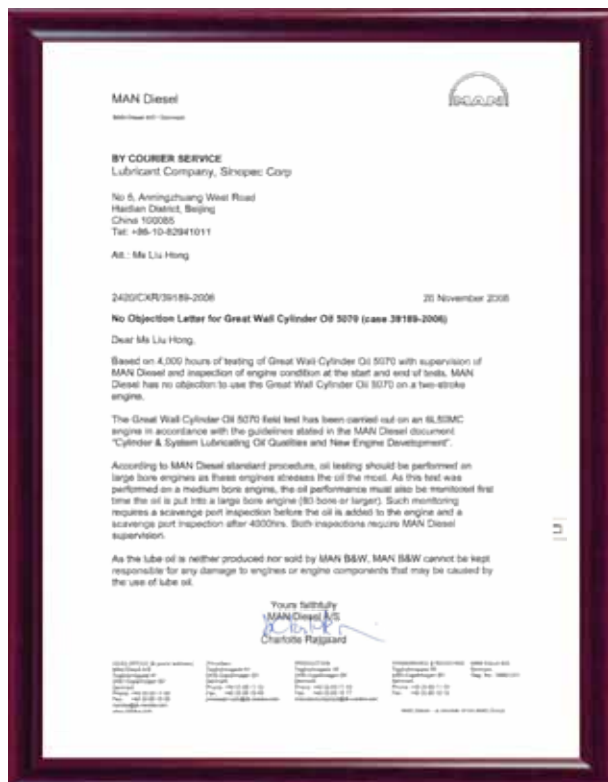 MAN Diesel
MAN
BY COURIER SERVICE
Lubricant Company, Sinopec Corp
No 6, Anningzhuang West Road
Haidian District, Beijing
China 100085
Tel: +86-10-82941011
Att.: Ms Liu Hong
2420/CXR/39189-2006
November
No Objection Letter for Great Wall Cylinder Oil 5070 (case 39189-2006)
Dear Ms Liu Hong,
Based on 4,000 hours of testing of Great Wall Cylinder Oil 5070 with supervision of
MAN Diesel and inspection of engine condition at the start and end of tests, MAN
Diesel has no objection to use the Great Wall Cylinder Oil 5070 on a two-stroke
engine.
The Great Wall Cylinder Oil 5070 field test has been carried out on an 6L50MC
engine in accordance with the guidelines stated in the MAN Diesel document
"Cylinder & System Lubricating Oil Qualities and New Engine Development".
According to MAN Diesel standard procedure, oil testing should be performed on
large bore engines as these engines stresses the oil the most. As this test was
performed on a medium bore engine, the oil performance must also be monitored first
time the oil is put into a large bore engine (80 bore or larger). Such monitoring
requires a scavenge port inspection before the oil is added to the engine and a
scavenge port inspection after 4000hrs. Both inspections require MAN Diesel
supervision.
As the lube oil is neither produced nor sold by MAN B&W, MAN B&W cannot be kept
responsible for any damage to engines or engine components that may be caused by
the use of lube oil.
Yours faithfully
MAN Diesel A/S
Charlotte Røjgaard